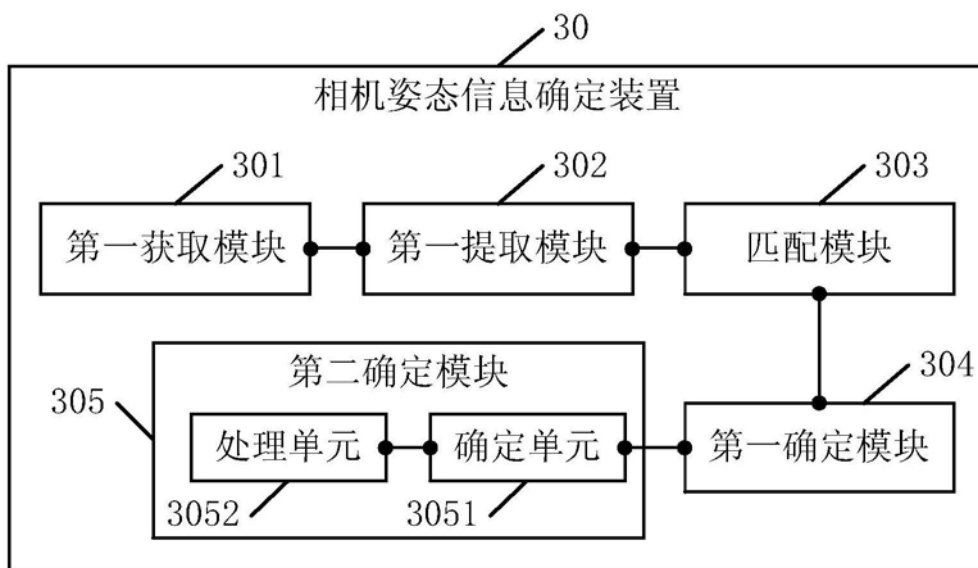 30
相机姿态信息确定装置
301
302
303
第一获取模块
第一提取模块
匹配模块
第二确定模块
304
305
处理单元
确定单元
第一确定模块
3052
3051